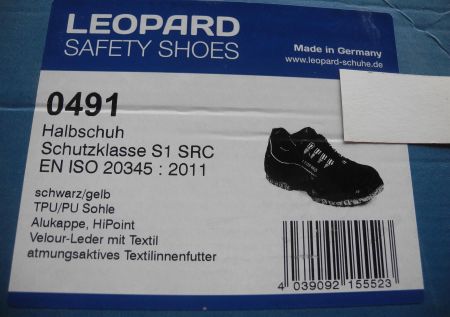 LEOPARD
SAFETY SHOES
Made in Germany
www.leopard-schuhe.de
0491
Halbschuh
Schutzklasse S1 SRC
EN ISO 20345 : 2011
schwarz/gelb
TPU/PU Sohle
Alukappe, HiPoint
Velour-Leder mit Textil
atmungsaktives Textilinnenfutter
4 039092 155523